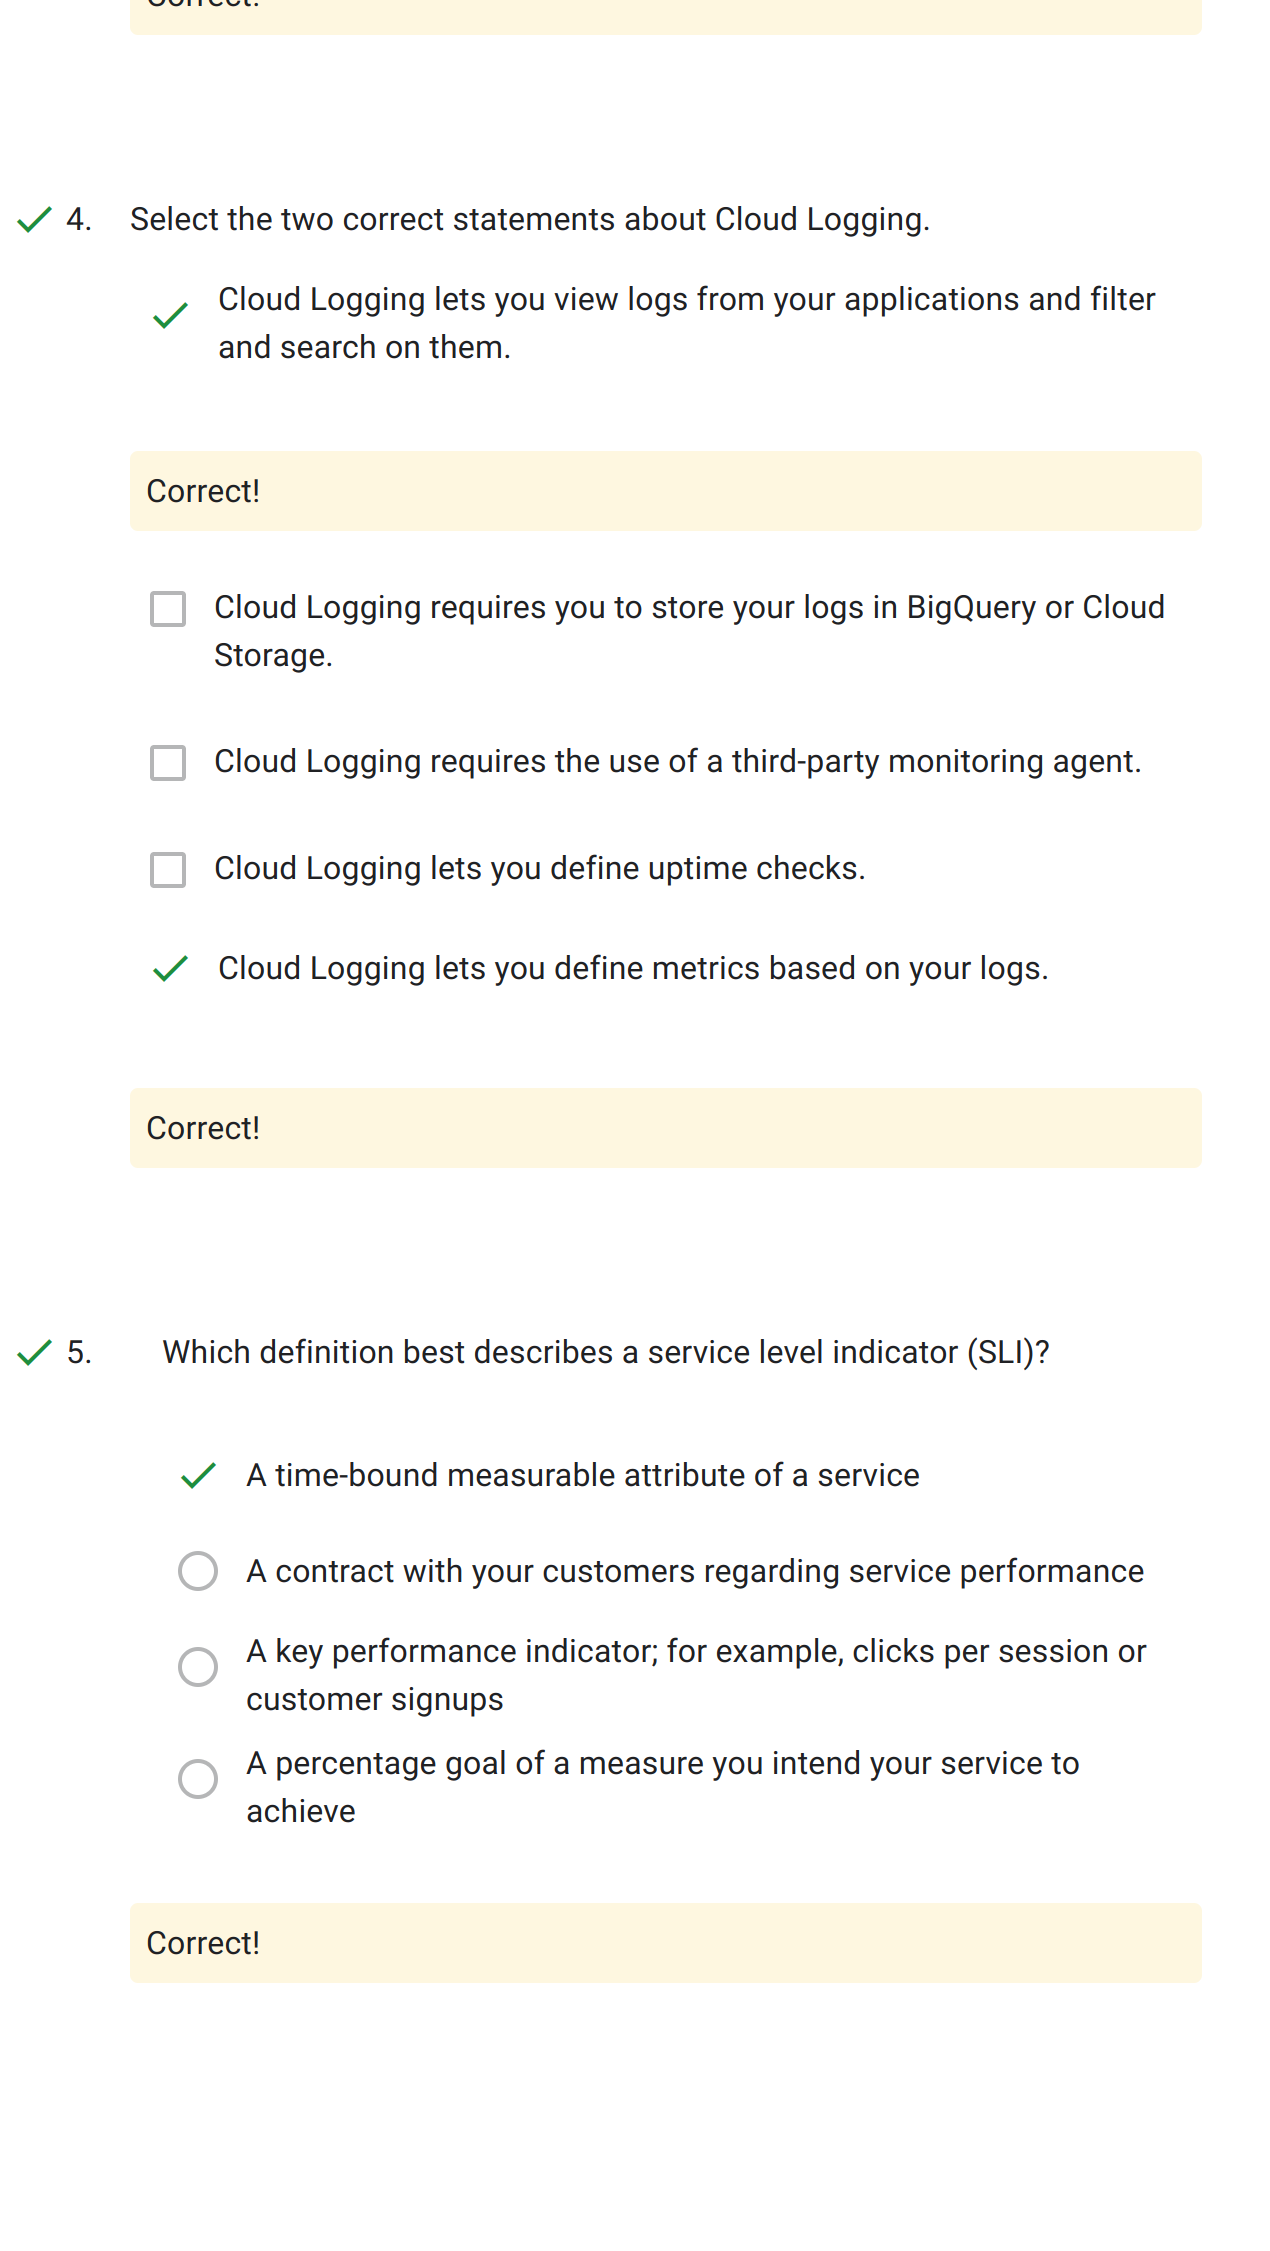 Correct!
4. Select the two correct statements about Cloud Logging.
Cloud Logging lets you view logs from your applications and filter
and search on them.
Correct!
Cloud Logging requires you to store your logs in BigQuery or Cloud
Storage.
Cloud Logging requires the use of a third-party monitoring agent.
Cloud Logging lets you define uptime checks.
Cloud Logging lets you define metrics based on your logs.
Correct!
5. Which definition best describes a service level indicator (SLI)?
A time-bound measurable attribute of a service
A contract with your customers regarding service performance
A key performance indicator; for example, clicks per session or
customer signups
A percentage goal of a measure you intend your service to
achieve
Correct!